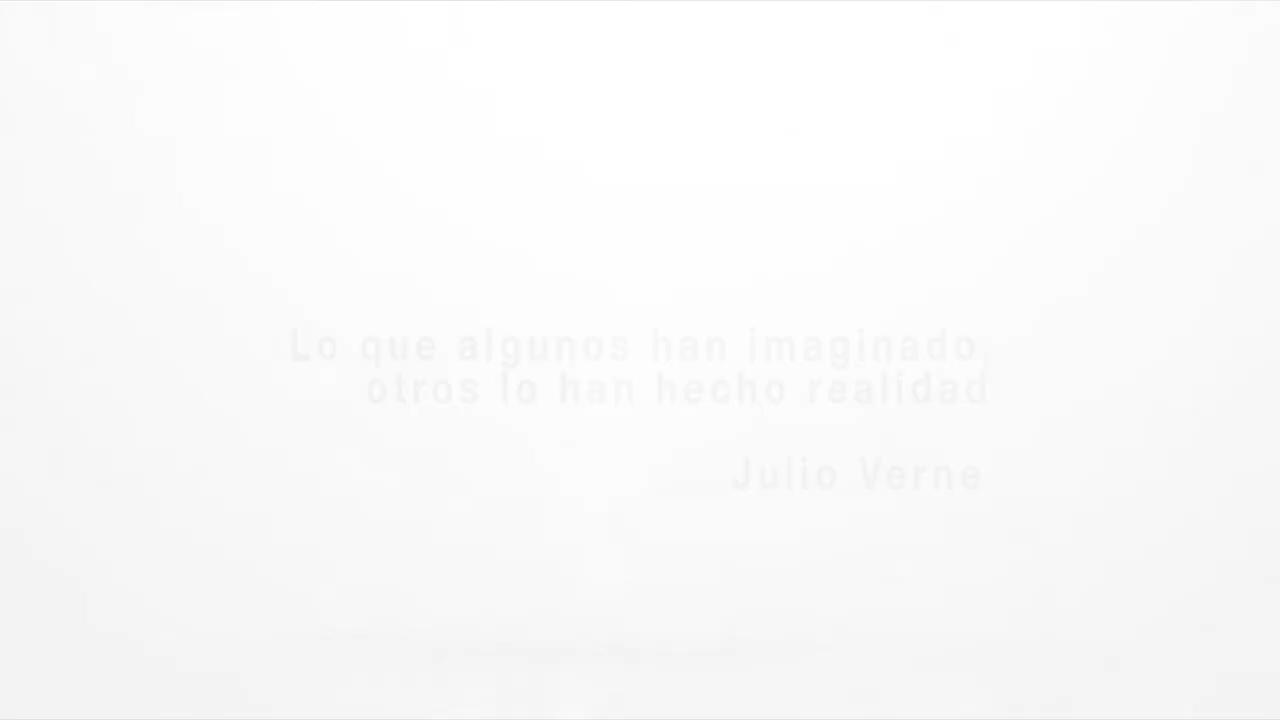 Lo que algunos han imaginado,
otros lo han hecho realidad
Julio Verne